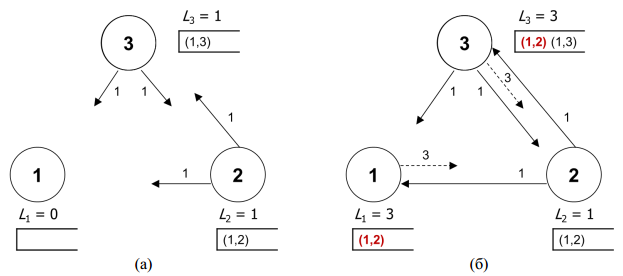 L₃ = 1
3
(1,3)
1 1
1
1
1
2
L₁ = 0
L₂ = 1
(1,2)
(а)
L₃ = 3
3
(1,2) (1,3)
3
1 1
1
3
1
1
2
L₁ = 3
L₂ = 1
(1,2)
(1,2)
(б)